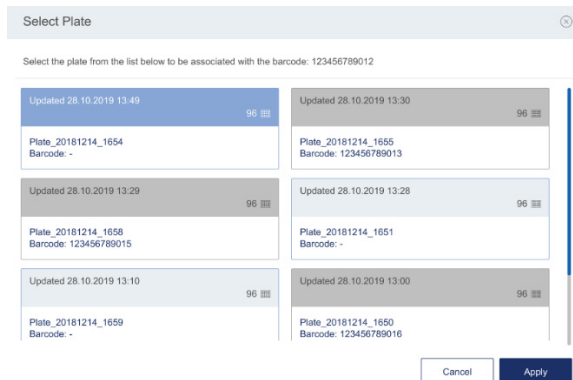 Select Plate
Select the plate from the list below to be associated with the barcode: 123456789012
Updated 28.10.2019 13:49
96
Plate_20181214_1654
Barcode: -
Updated 28.10.2019 13:30
96
Plate_20181214_1655
Barcode: 123456789013
Updated 28.10.2019 13:29
96
Plate_20181214_1658
Barcode: 123456789015
Updated 28.10.2019 13:28
96
Plate_20181214_1651
Barcode: -
Updated 28.10.2019 13:10
96
Plate_20181214_1659
Barcode: -
Updated 28.10.2019 13:00
96
Plate_20181214_1650
Barcode: 123456789016
Cancel
Apply